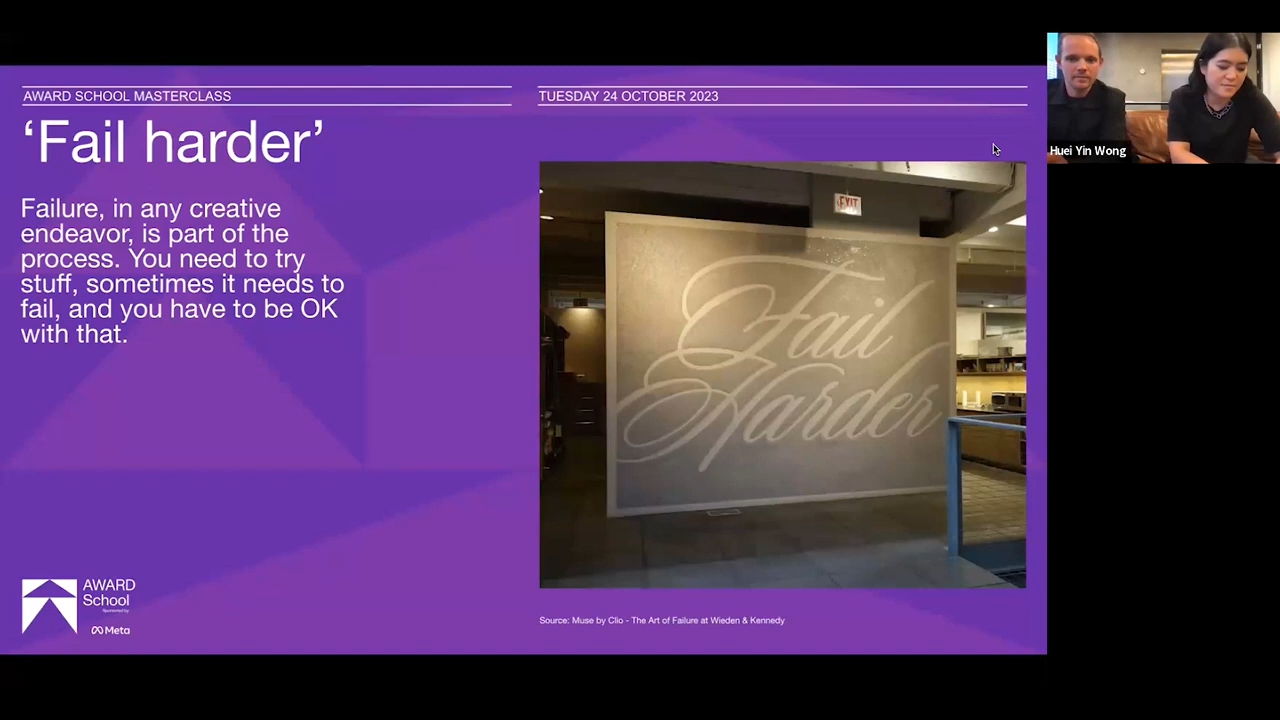 AWARD SCHOOL MASTERCLASS
TUESDAY 24 OCTOBER 2023
‘Fail harder’
Failure, in any creative
endeavor, is part of the
process. You need to try
stuff, sometimes it needs to
fail, and you have to be OK
with that.
EXIT
Fail
Harder
AWARD
School
Sponsored by
Meta
Source: Muse by Clio - The Art of Failure at Wieden & Kennedy
Huei Yin Wong